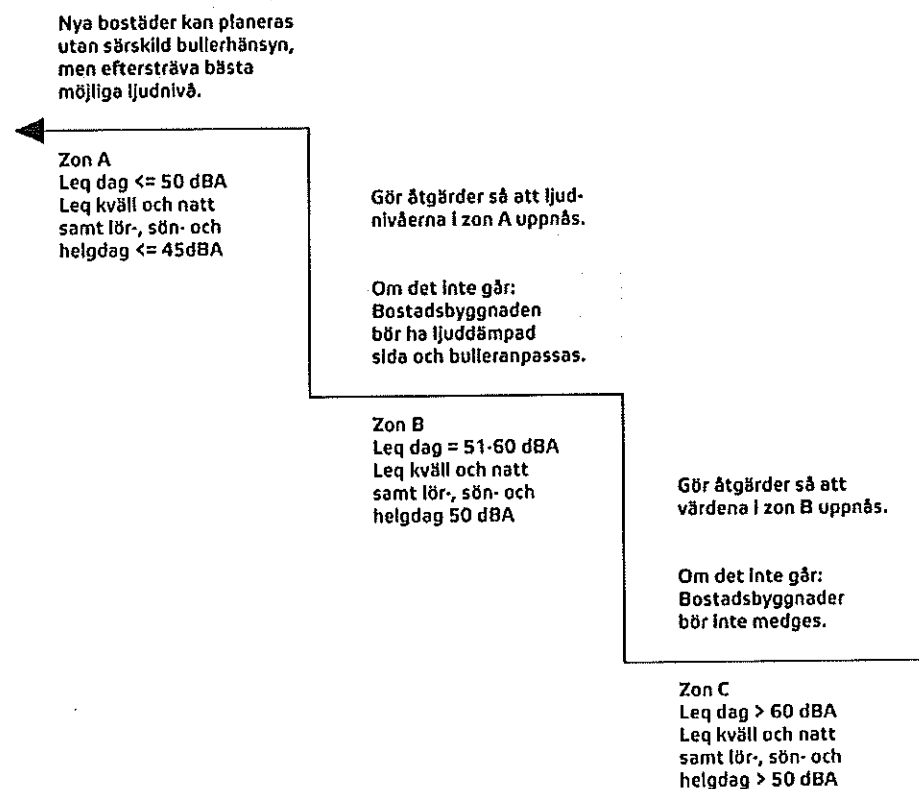 Nya bostäder kan planeras
utan särskild bullerhänsyn,
men eftersträva bästa
möjliga ljudnivå.
Zon A
Leq dag <= 50 dBA
Leq kväll och natt
samt lör-, sön- och
helgdag <= 45dBA
Gör åtgärder så att ljud-
nivåerna i zon A uppnås.
Om det inte går:
Bostadsbyggnaden
bör ha ljuddämpad
sida och bulleranpassas.
Zon B
Leq dag = 51-60 dBA
Leq kväll och natt
samt lör-, sön- och
helgdag 50 dBA
Gör åtgärder så att
värdena i zon B uppnås.
Om det inte går:
Bostadsbyggnader
bör inte medges.
Zon C
Leq dag > 60 dBA
Leq kväll och natt
samt lör-, sön- och
helgdag > 50 dBA